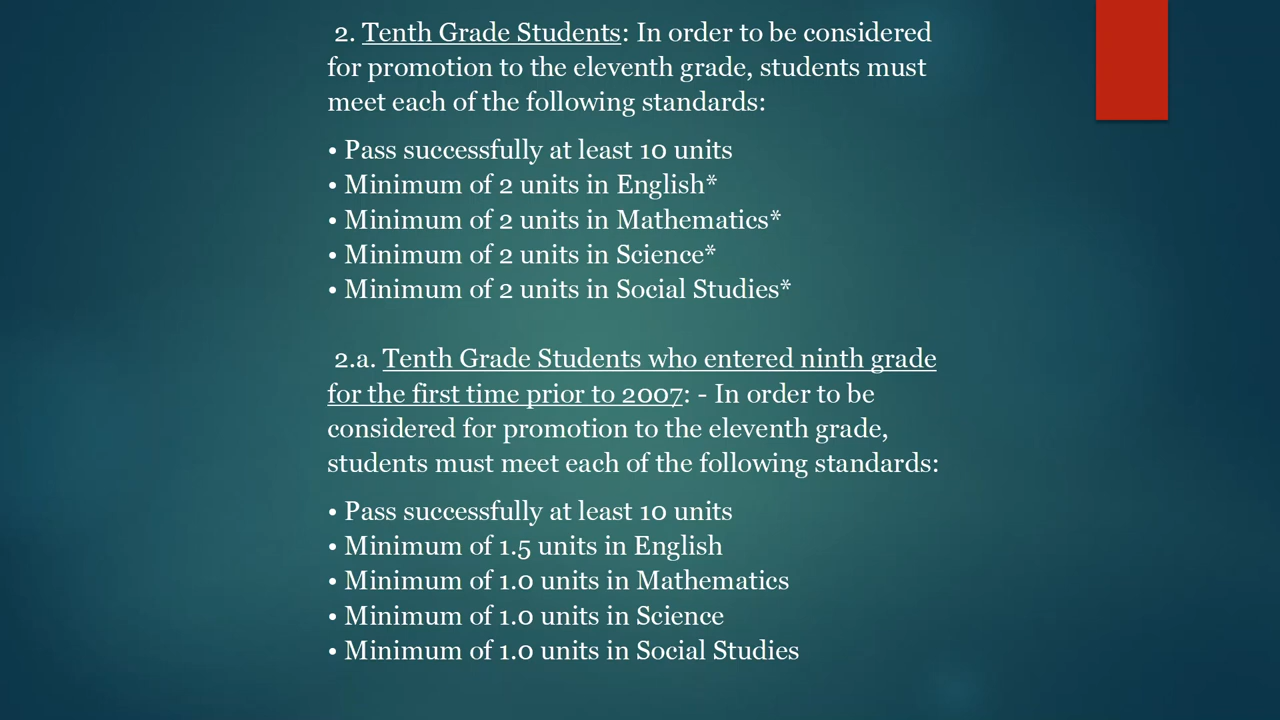 2. Tenth Grade Students: In order to be considered
for promotion to the eleventh grade, students must
meet each of the following standards:
• Pass successfully at least 10 units
• Minimum of 2 units in English*
• Minimum of 2 units in Mathematics*
• Minimum of 2 units in Science*
• Minimum of 2 units in Social Studies*
2.a. Tenth Grade Students who entered ninth grade
for the first time prior to 2007: - In order to be
considered for promotion to the eleventh grade,
students must meet each of the following standards:
• Pass successfully at least 10 units
• Minimum of 1.5 units in English
• Minimum of 1.0 units in Mathematics
• Minimum of 1.0 units in Science
• Minimum of 1.0 units in Social Studies